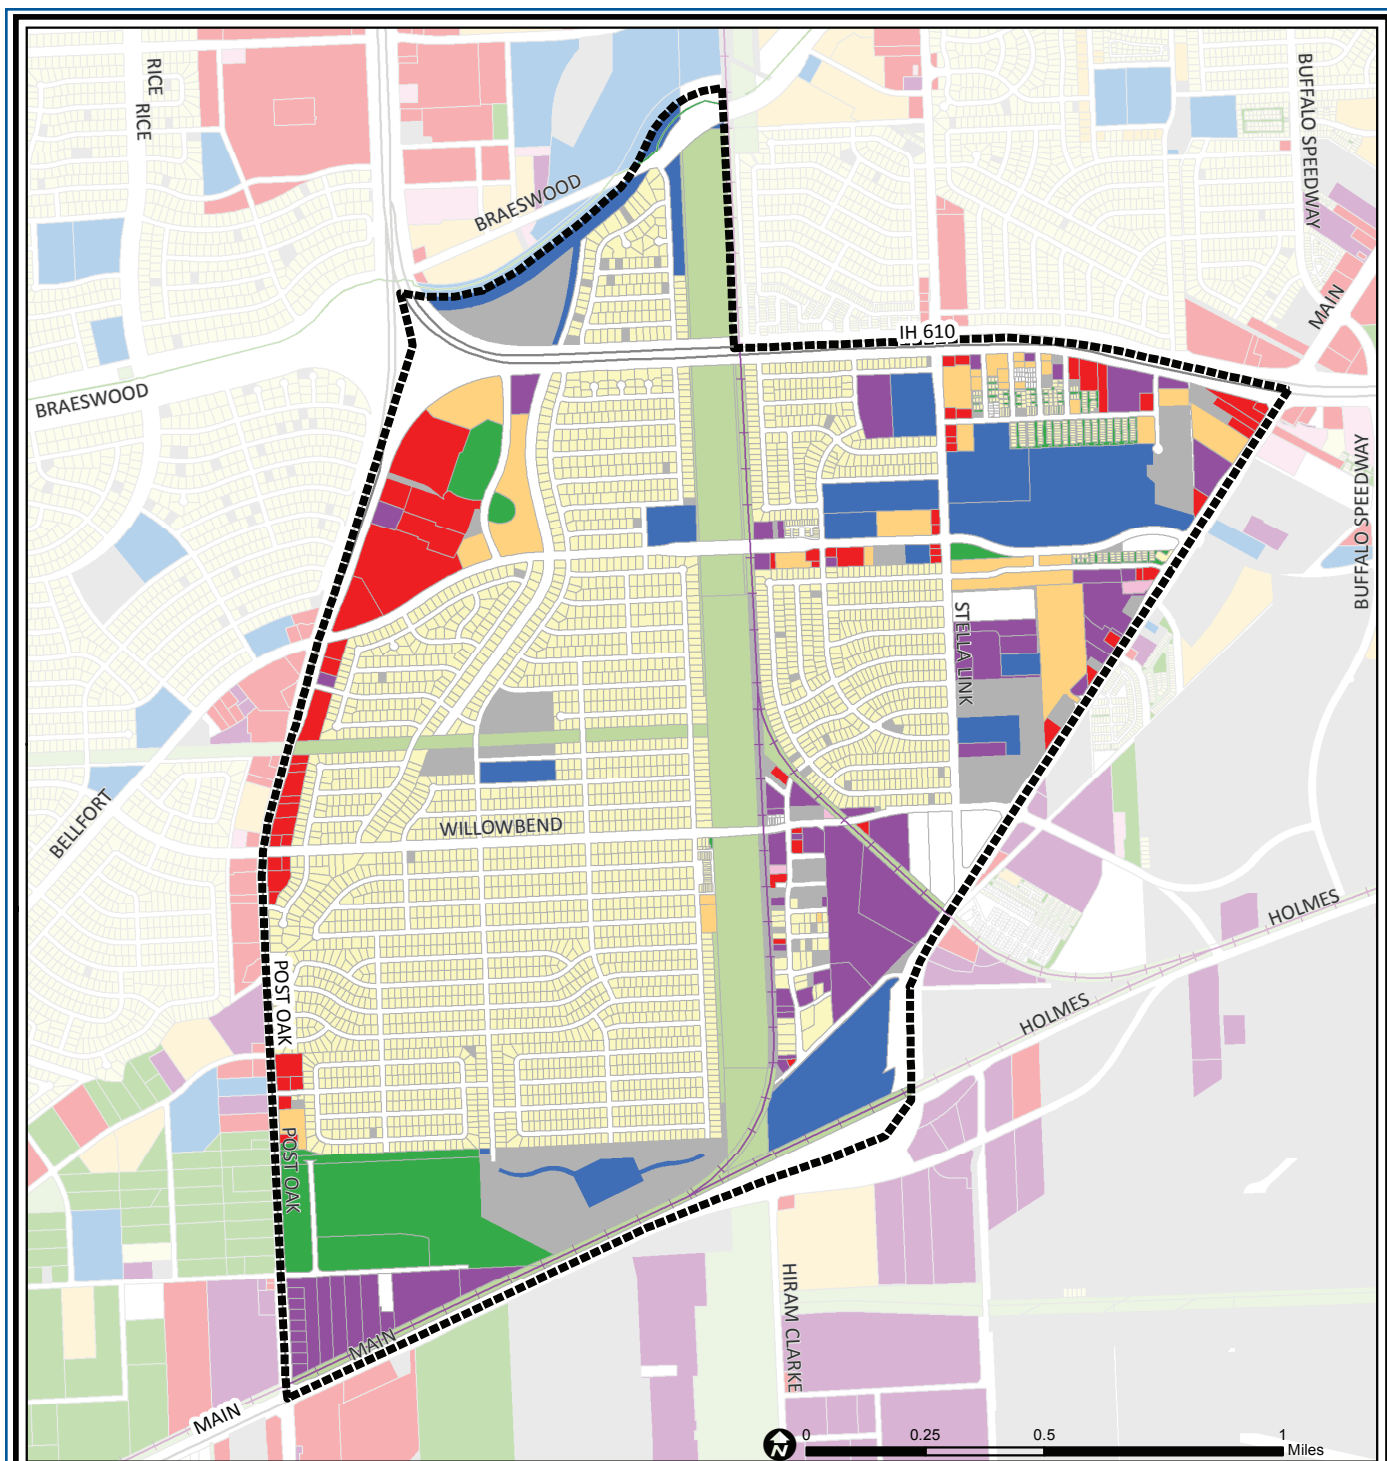 RICE
RICE
BUFFALO SPEEDWAY
BRAESWOOD
MAIN
IH 610
BRAESWOOD
BUFFALO SPEEDWAY
STELLA LINK
BELLFORT
WILLOWBEND
HOLMES
POST OAK
HOLMES
POST OAK
HIRAM CLARKE
MAIN
MAIN
N
0 0.25 0.5 1
Miles